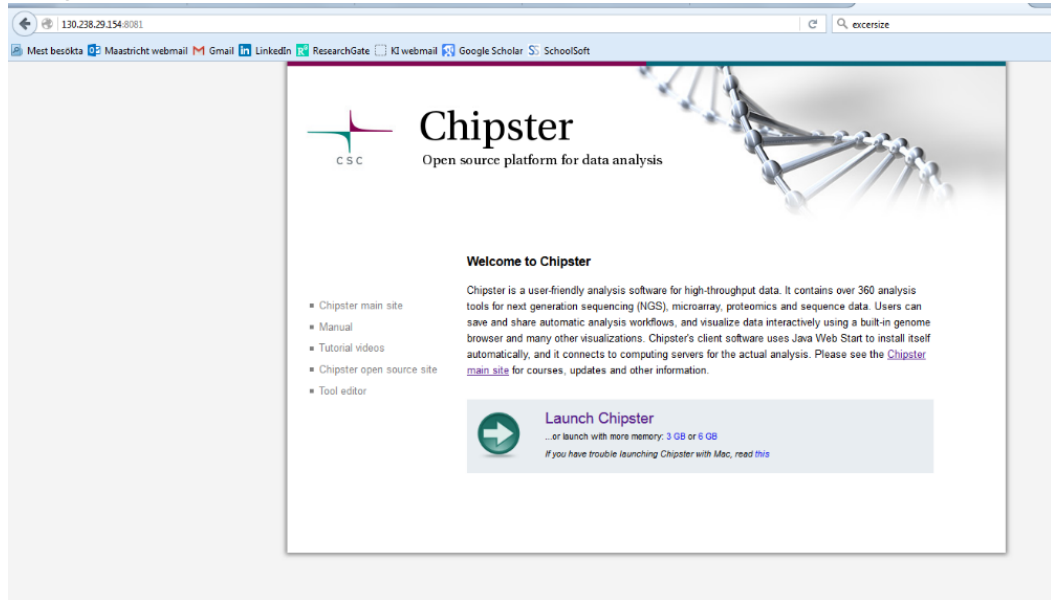 130.238.29.154:8081
excersize
Mest besökta Maastricht webmail Gmail LinkedIn ResearchGate KI webmail Google Scholar SchoolSoft
CSC
Chipster
Open source platform for data analysis
Chipster main site
Manual
Tutorial videos
Chipster open source site
Tool editor
Welcome to Chipster
Chipster is a user-friendly analysis software for high-throughput data. It contains over 360 analysis
tools for next generation sequencing (NGS), microarray, proteomics and sequence data. Users can
save and share automatic analysis workflows, and visualize data interactively using a built-in genome
browser and many other visualizations. Chipster's client software uses Java Web Start to install itself
automatically, and it connects to computing servers for the actual analysis. Please see the Chipster
main site for courses, updates and other information.
Launch Chipster
...or launch with more memory: 3 GB or 6 GB
If you have trouble launching Chipster with Mac, read this